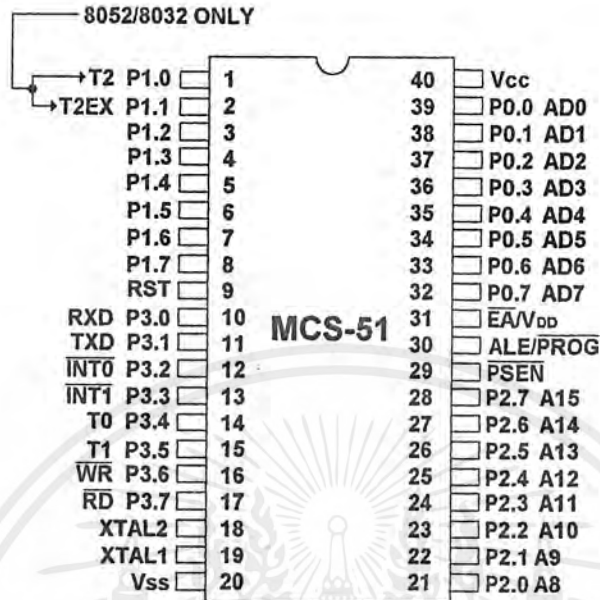 8052/8032 ONLY
T2 P1.0 1 40 Vcc
T2EX P1.1 2 39 P0.0 AD0
P1.2 3 38 P0.1 AD1
P1.3 4 37 P0.2 AD2
P1.4 5 36 P0.3 AD3
P1.5 6 35 P0.4 AD4
P1.6 7 34 P0.5 AD5
P1.7 8 33 P0.6 AD6
RST 9 32 P0.7 AD7
RXD P3.0 10 31 E̅A̅/VDD
TXD P3.1 11 MCS-51 30 ALE/P̅R̅O̅G̅
I̅N̅T̅0̅ P3.2 12 29 P̅S̅E̅N̅
I̅N̅T̅1̅ P3.3 13 28 P2.7 A15
T0 P3.4 14 27 P2.6 A14
T1 P3.5 15 26 P2.5 A13
W̅R̅ P3.6 16 25 P2.4 A12
R̅D̅ P3.7 17 24 P2.3 A11
XTAL2 18 23 P2.2 A10
XTAL1 19 22 P2.1 A9
Vss 20 21 P2.0 A8